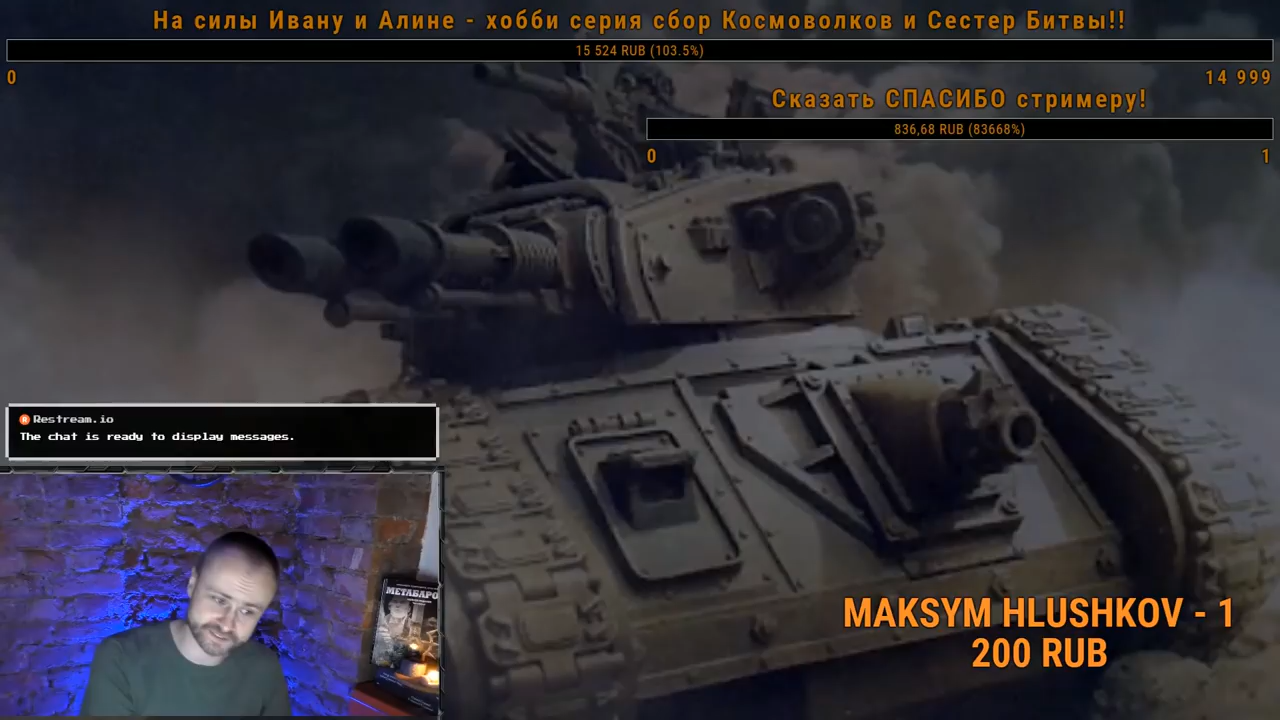 На силы Ивану и Алине - хобби серия сбор Космоволков и Сестер Битвы!!
15 524 RUB (103.5%)
0
14 999
Сказать СПАСИБО стримеру!
836,68 RUB (83668%)
0
1
Restream.io
The chat is ready to display messages.
МЕТАБАРО
MAKSYM HLUSHKOV - 1
200 RUB